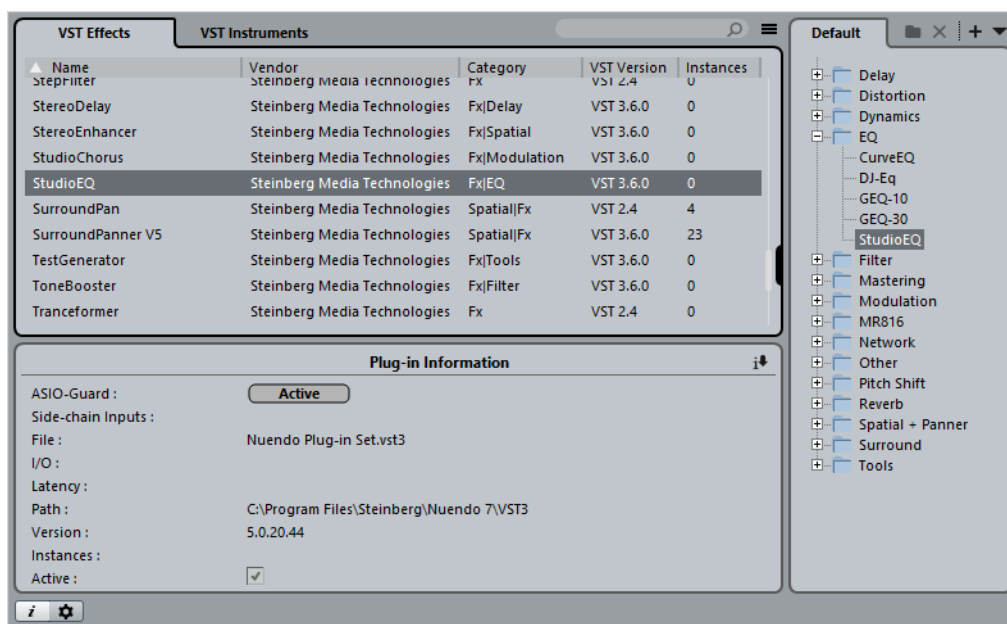 VST Effects VST Instruments
Name Vendor Category VST Version Instances
StepFilter Steinberg Media Technologies Fx VST 2.4 0
StereoDelay Steinberg Media Technologies Fx|Delay VST 3.6.0 0
StereoEnhancer Steinberg Media Technologies Fx|Spatial VST 3.6.0 0
StudioChorus Steinberg Media Technologies Fx|Modulation VST 3.6.0 0
StudioEQ Steinberg Media Technologies Fx|EQ VST 3.6.0 0
SurroundPan Steinberg Media Technologies Spatial|Fx VST 2.4 4
SurroundPanner V5 Steinberg Media Technologies Spatial|Fx VST 3.6.0 23
TestGenerator Steinberg Media Technologies Fx|Tools VST 3.6.0 0
ToneBooster Steinberg Media Technologies Fx|Filter VST 3.6.0 0
Tranceformer Steinberg Media Technologies Fx VST 2.4 0
Plug-in Information
i
ASIO-Guard : Active
Side-chain Inputs :
File : Nuendo Plug-in Set.vst3
I/O :
Latency :
Path : C:\Program Files\Steinberg\Nuendo 7\VST3
Version : 5.0.20.44
Instances :
Active :
i
Default
Delay
Distortion
Dynamics
EQ
CurveEQ
DJ-Eq
GEQ-10
GEQ-30
StudioEQ
Filter
Mastering
Modulation
MR816
Network
Other
Pitch Shift
Reverb
Spatial + Panner
Surround
Tools